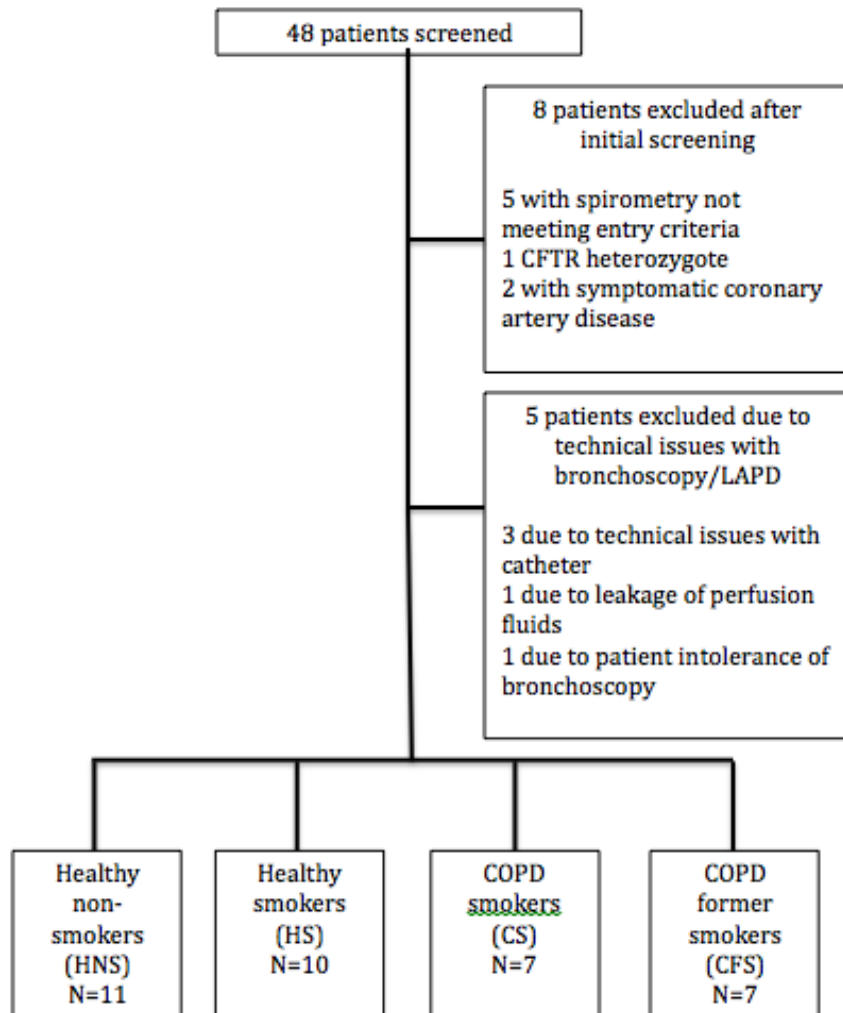 48 patients screened
8 patients excluded after
initial screening
5 with spirometry not
meeting entry criteria
1 CFTR heterozygote
2 with symptomatic coronary
artery disease
5 patients excluded due to
technical issues with
bronchoscopy/LAPD
3 due to technical issues with
catheter
1 due to leakage of perfusion
fluids
1 due to patient intolerance of
bronchoscopy
Healthy
non-
smokers
(HNS)
N=11
Healthy
smokers
(HS)
N=10
COPD
smokers
(CS)
N=7
COPD
former
smokers
(CFS)
N=7